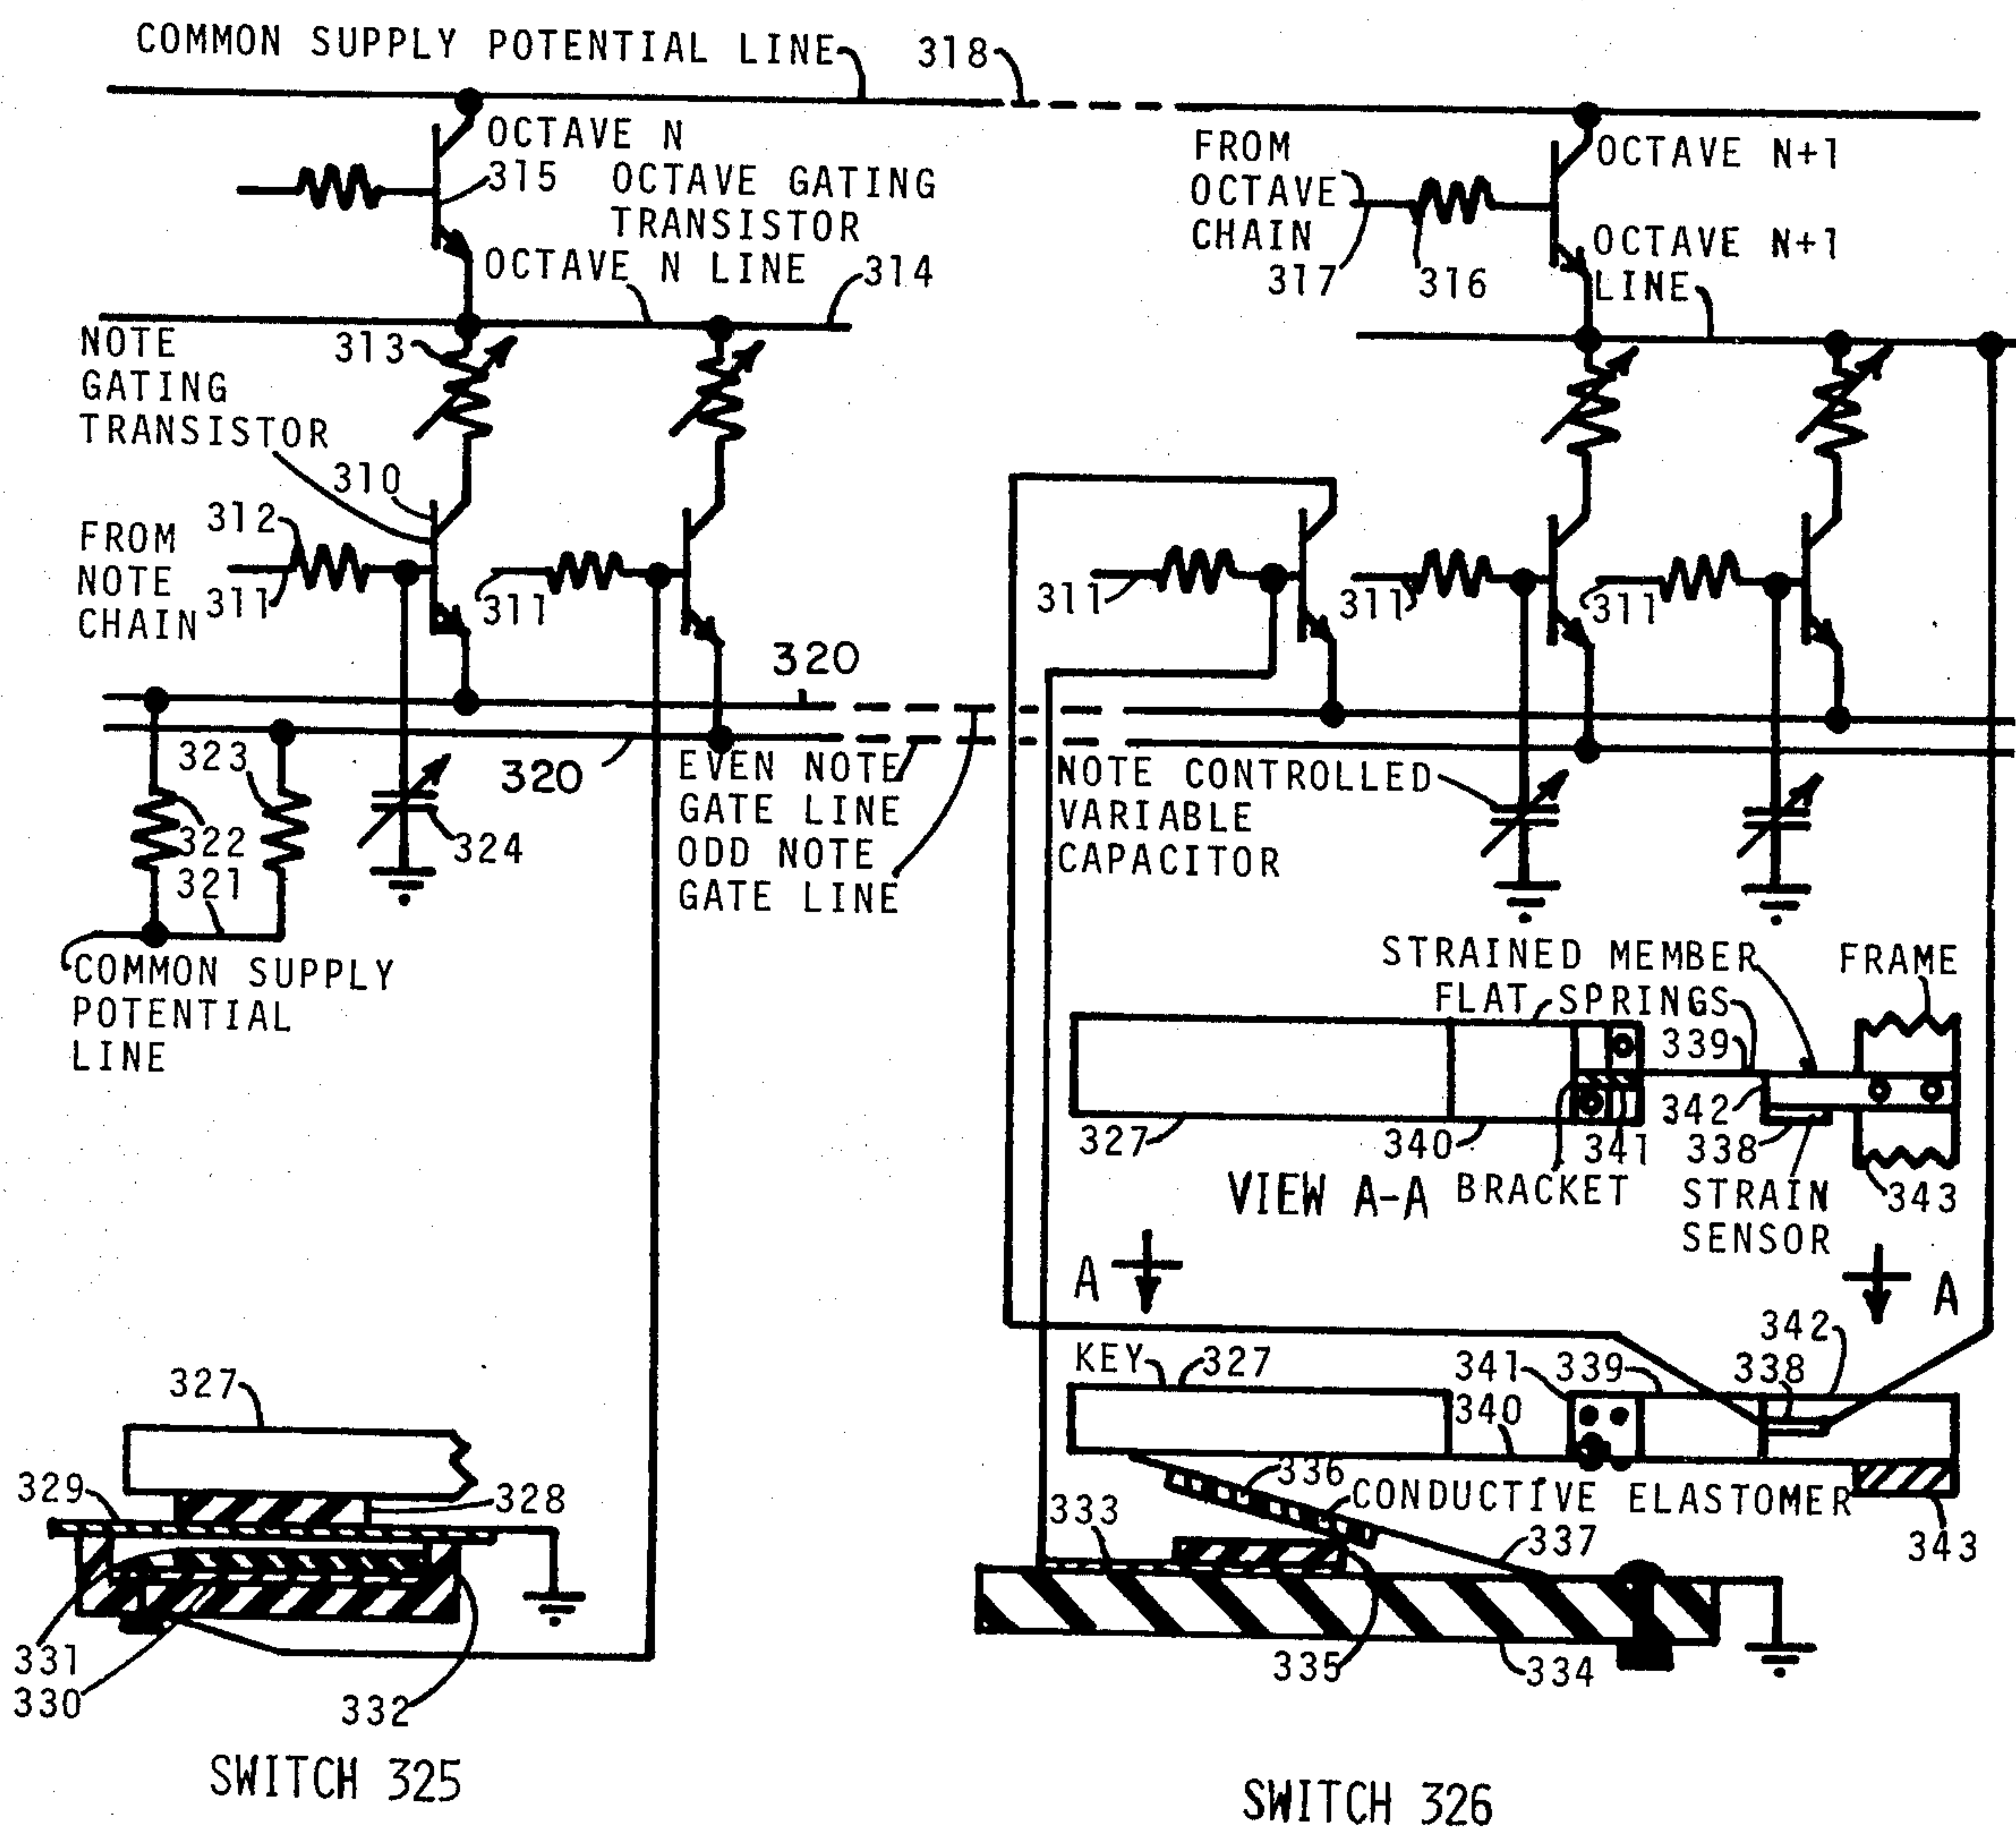 COMMON SUPPLY POTENTIAL LINE
318
OCTAVE N
315
OCTAVE GATING
TRANSISTOR
OCTAVE N LINE
314
FROM
OCTAVE
CHAIN
317
316
OCTAVE N+1
OCTAVE N+1
LINE
NOTE
GATING
TRANSISTOR
313
310
312
FROM
NOTE
CHAIN
311
311
311
311
311
320
320
323
322
321
324
EVEN NOTE
GATE LINE
ODD NOTE
GATE LINE
NOTE CONTROLLED
VARIABLE
CAPACITOR
COMMON SUPPLY
POTENTIAL
LINE
STRAINED MEMBER
FLAT SPRINGS
FRAME
339
342
327
340
341
338
VIEW A-A
BRACKET
STRAIN
SENSOR
343
A
A
342
KEY
327
341
339
338
340
336
CONDUCTIVE ELASTOMER
333
337
343
335
334
327
329
328
331
330
332
SWITCH 325
SWITCH 326